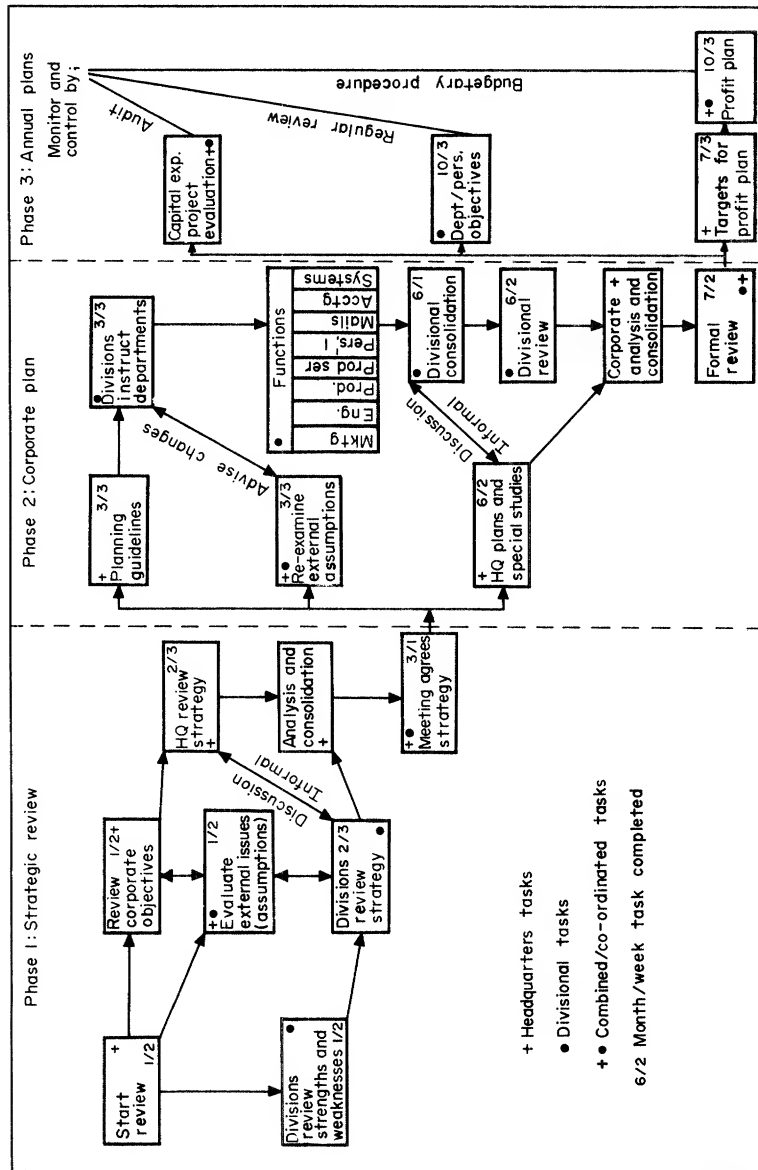 Phase 1: Strategic review
Start + 
review 1/2
Review 1/2+
corporate
objectives
1/2
+● Evaluate
external issues
(assumptions)
Divisions ●
review
strengths and
weaknesses 1/2
Divisions 2/3
review
strategy ●
2/3
HQ review
strategy
+
Informal
Discussion
Analysis and
consolidation
+
+● 3/1
Meeting agrees
strategy
+ Headquarters tasks
● Divisional tasks
+● Combined/co-ordinated tasks
6/2 Month/week task completed
Phase 2: Corporate plan
+ 3/3
Planning
guidelines
● 3/3
Divisions
instruct
departments
Advise changes
+● 3/3
Re-examine
external
assumptions
● Functions
Mktg
Eng.
Prod.
Prod ser
Pers,'l
Mails
Acctg
Systems
6/2
+ HQ plans and
special studies
Informal
Discussion
● 6/1
Divisional
consolidation
● 6/2
Divisional
review
Corporate +
analysis and
consolidation
7/2
Formal
review ●+
Phase 3: Annual plans
Monitor and
control by;
Audit
Regular review
Budgetary procedure
Capital exp.
project
evaluation+●
● 10/3
Dept/pers.
objectives
+ 7/3
Targets for
profit plan
+● 10/3
Profit plan